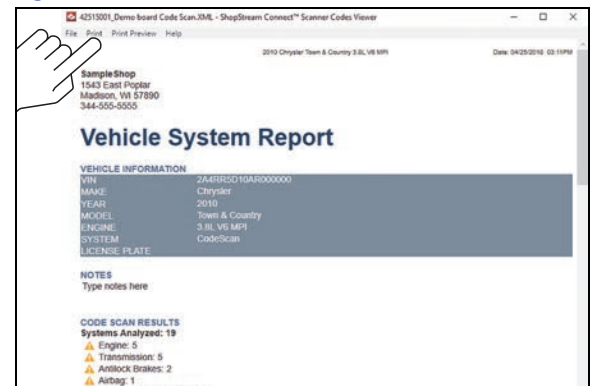 42513001_Demo board Code Scan.XML - ShopStream Connect™ Scanner Codes Viewer
File Print Print Preview Help
2010 Chrysler Town & Country 3.8L V6 MPI Date: 04/25/2018 03:11PM
Sample Shop
1543 East Poplar
Madison, WI 57890
344-555-5555
Vehicle System Report
VEHICLE INFORMATION
VIN 2A4RR5D10AR000000
MAKE Chrysler
YEAR 2010
MODEL Town & Country
ENGINE 3.8L V6 MPI
SYSTEM CodeScan
LICENSE PLATE
NOTES
Type notes here
CODE SCAN RESULTS
Systems Analyzed: 19
Engine: 5
Transmission: 5
Antilock Brakes: 2
Airbag: 1